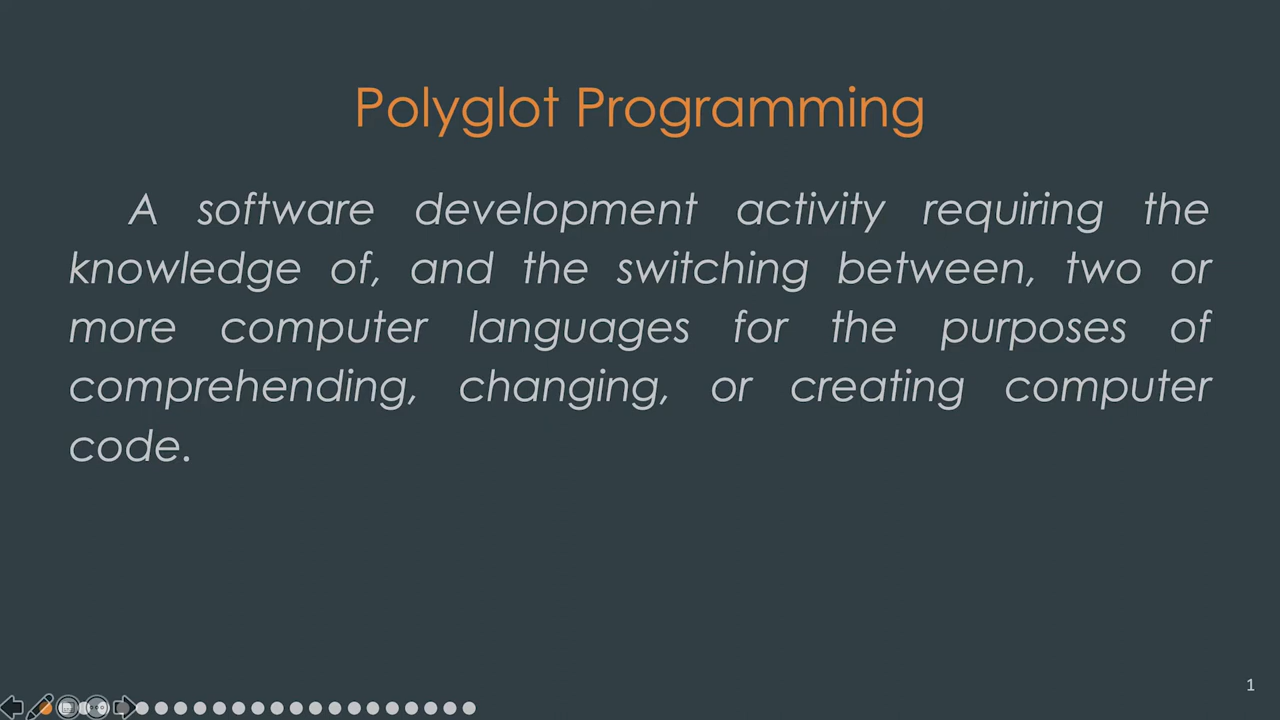 Polyglot Programming
A software development activity requiring the
knowledge of, and the switching between, two or
more computer languages for the purposes of
comprehending, changing, or creating computer
code.
1